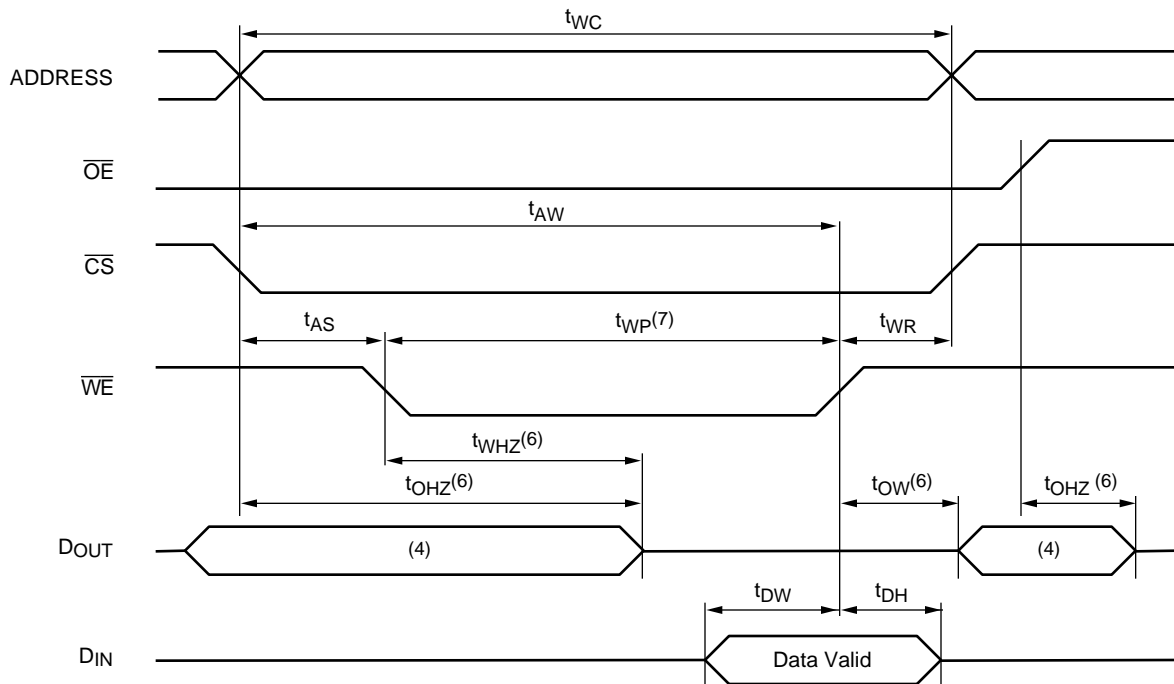 tWC
ADDRESS
OE
tAW
CS
tAS
tWP(7)
tWR
WE
tWHZ(6)
tOHZ(6)
tOW(6)
tOHZ (6)
DOUT
(4)
(4)
tDW
tDH
DIN
Data Valid